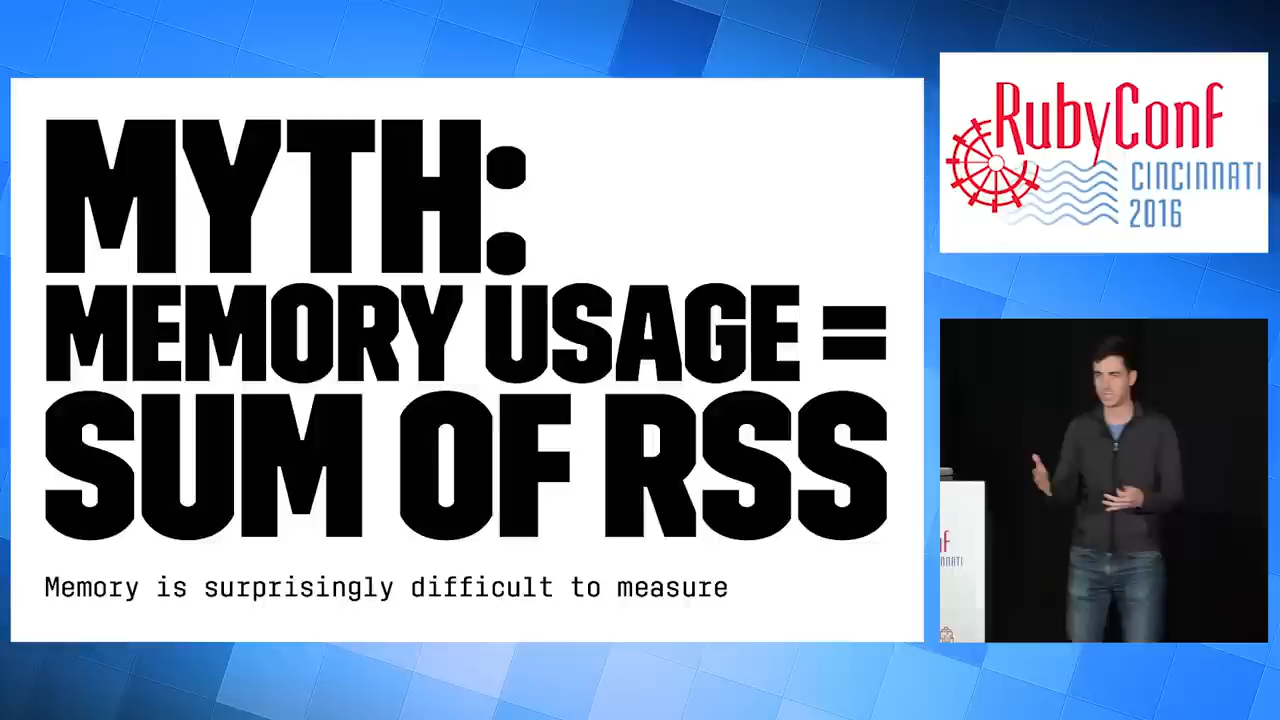 MYTH:
MEMORY USAGE =
SUM OF RSS
Memory is surprisingly difficult to measure
RubyConf
CINCINNATI
2016